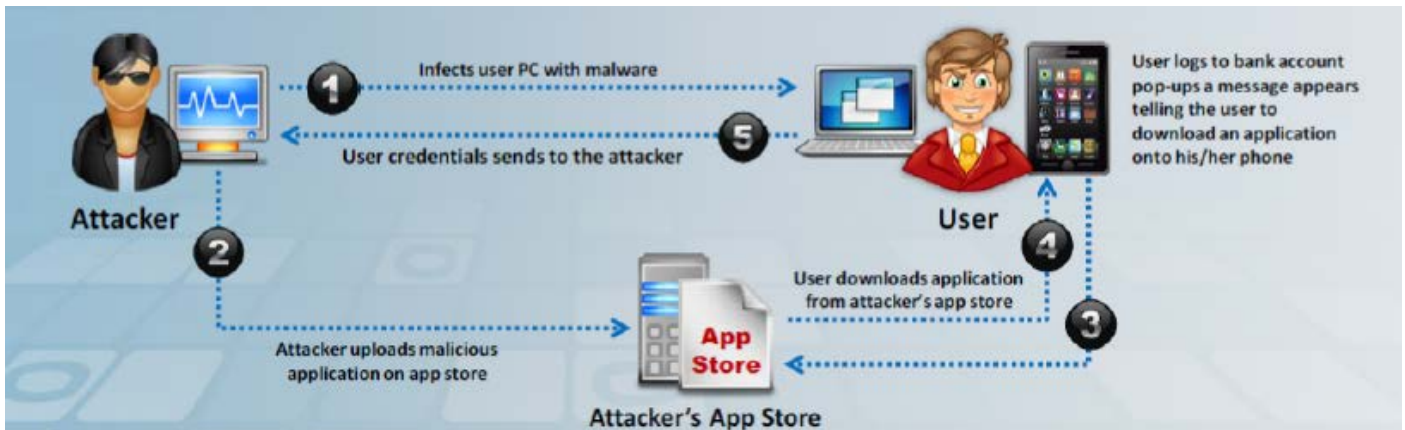 1
Infects user PC with malware
5
User credentials sends to the attacker
Attacker
User
User logs to bank account
pop-ups a message appears
telling the user to
download an application
onto his/her phone
2
Attacker uploads malicious
application on app store
App
Store
Attacker's App Store
User downloads application
from attacker's app store
4
3